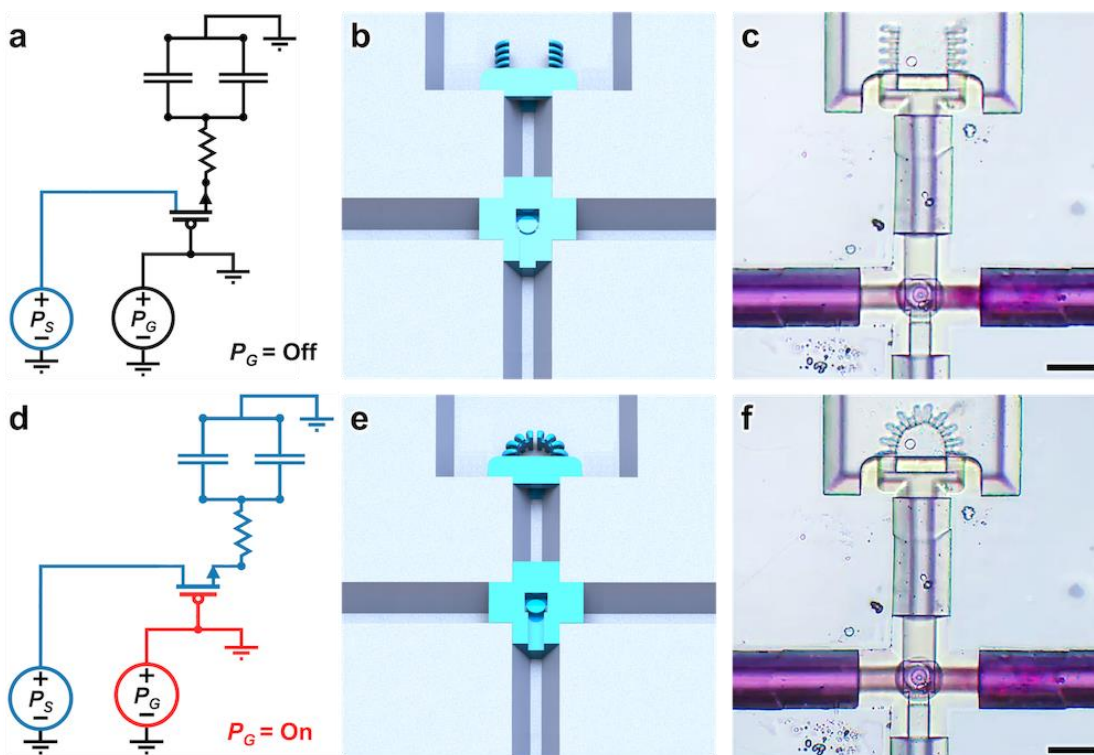 a
b
c
+
P_S
−
+
P_G
−
P_G = Off
d
e
f
+
P_S
−
+
P_G
−
P_G = On